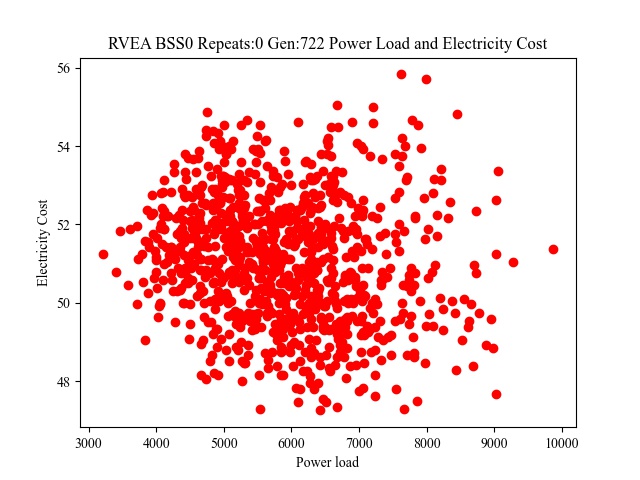 RVEA BSS0 Repeats:0 Gen:722 Power Load and Electricity Cost
56
54
52
50
48
Electricity Cost
3000 4000 5000 6000 7000 8000 9000 10000
Power load